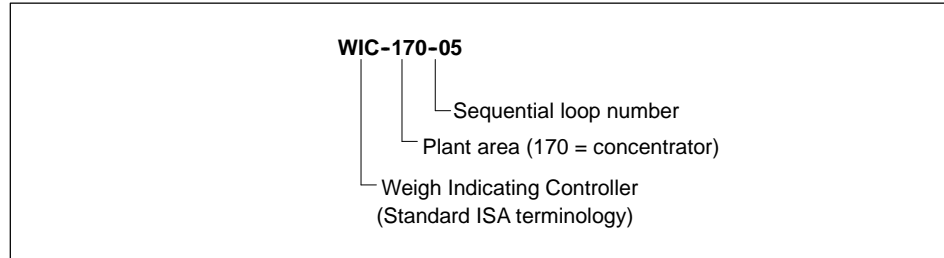 WIC-170-05
Sequential loop number
Plant area (170 = concentrator)
Weigh Indicating Controller
(Standard ISA terminology)